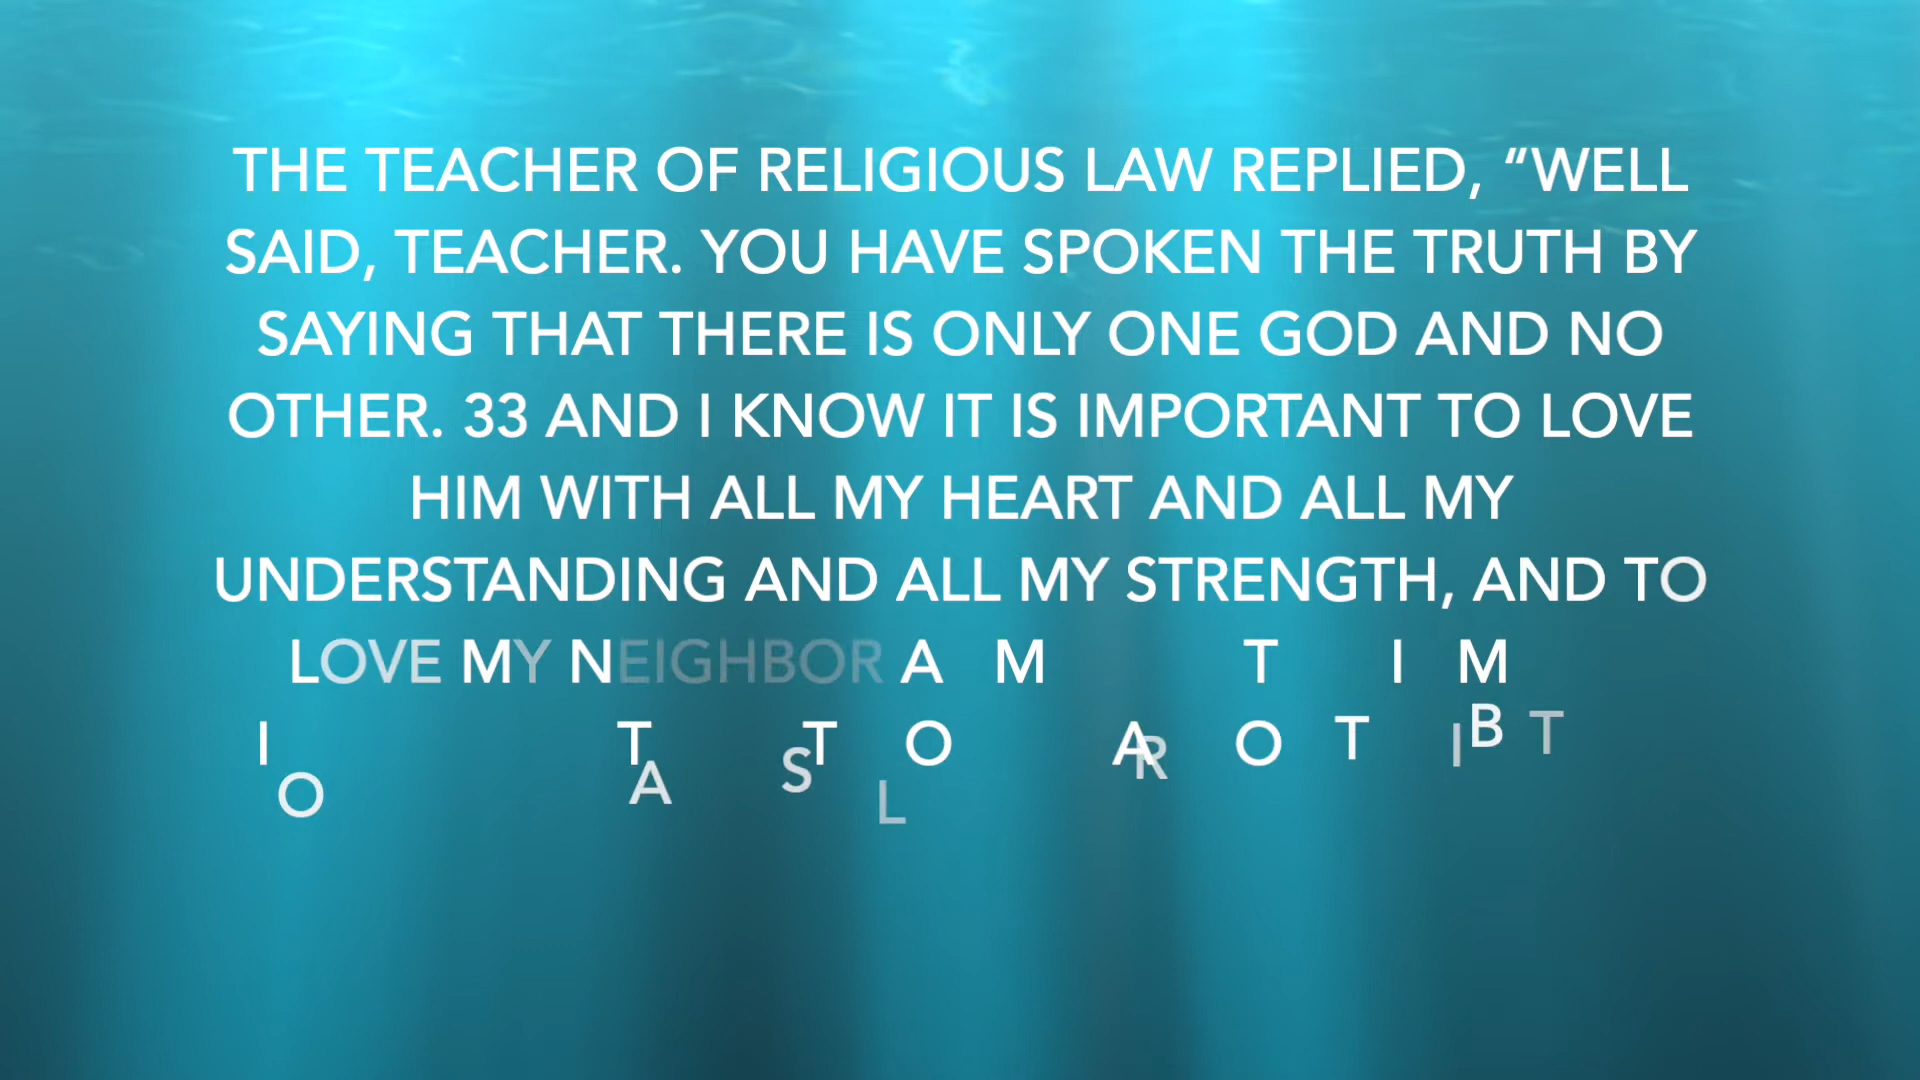 THE TEACHER OF RELIGIOUS LAW REPLIED, “WELL
SAID, TEACHER. YOU HAVE SPOKEN THE TRUTH BY
SAYING THAT THERE IS ONLY ONE GOD AND NO
OTHER. 33 AND I KNOW IT IS IMPORTANT TO LOVE
HIM WITH ALL MY HEART AND ALL MY
UNDERSTANDING AND ALL MY STRENGTH, AND TO
LOVE MY NEIGHBOR A M T I M